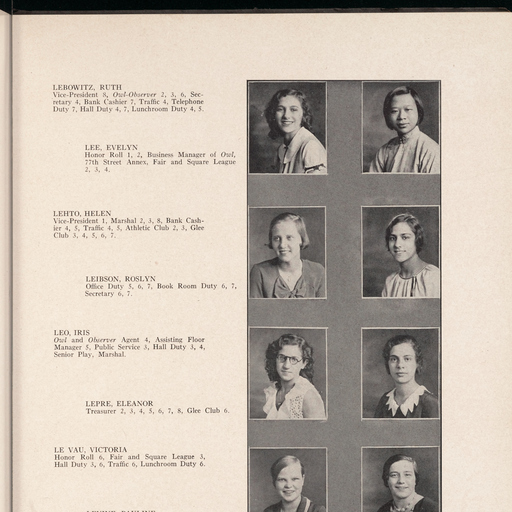 LEBOWITZ, RUTH
Vice-President 8, Owl-Observer 2, 3, 6, Sec-
retary 4, Bank Cashier 7, Traffic 4, Telephone
Duty 7, Hall Duty 4, 7, Lunchroom Duty 4, 5.
LEE, EVELYN
Honor Roll 1, 2, Business Manager of Owl,
77th Street Annex, Fair and Square League
2, 3, 4.
LEHTO, HELEN
Vice-President 1, Marshal 2, 3, 8, Bank Cash-
ier 4, 5, Traffic 4, 5, Athletic Club 2, 3, Glee
Club 3, 4, 5, 6, 7.
LEIBSON, ROSLYN
Office Duty 5, 6, 7, Book Room Duty 6, 7,
Secretary 6, 7.
LEO, IRIS
Owl and Observer Agent 4, Assisting Floor
Manager 5, Public Service 3, Hall Duty 3, 4,
Senior Play, Marshal.
LEPRE, ELEANOR
Treasurer 2, 3, 4, 5, 6, 7, 8, Glee Club 6.
LE VAU, VICTORIA
Honor Roll 6, Fair and Square League 3,
Hall Duty 3, 6, Traffic 6, Lunchroom Duty 6.